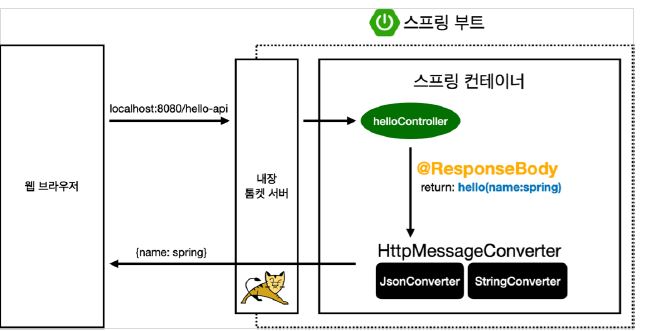 스프링 부트
스프링 컨테이너
localhost:8080/hello-api
helloController
@ResponseBody
return: hello(name:spring)
웹 브라우저
내장
톰켓 서버
{name: spring}
HttpMessageConverter
JsonConverter
StringConverter